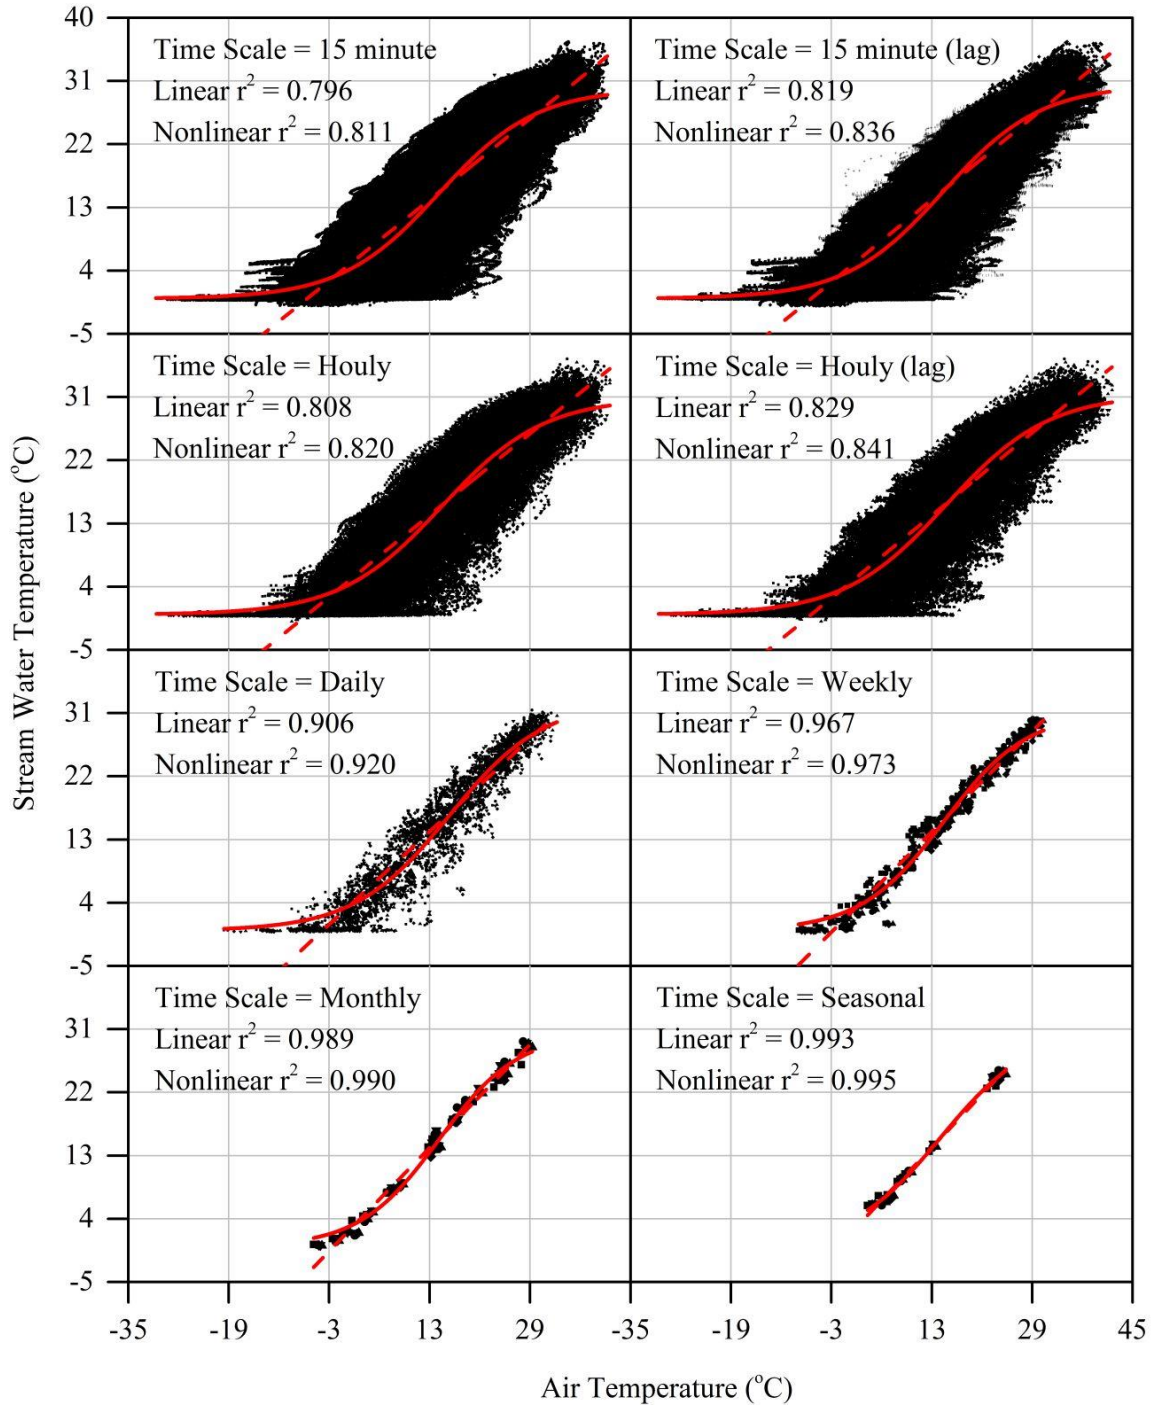 40
Time Scale = 15 minute
Linear r² = 0.796
Nonlinear r² = 0.811
Time Scale = 15 minute (lag)
Linear r² = 0.819
Nonlinear r² = 0.836
31
22
13
4
-5
Time Scale = Houly
Linear r² = 0.808
Nonlinear r² = 0.820
Time Scale = Houly (lag)
Linear r² = 0.829
Nonlinear r² = 0.841
31
22
13
4
-5
Time Scale = Daily
Linear r² = 0.906
Nonlinear r² = 0.920
Time Scale = Weekly
Linear r² = 0.967
Nonlinear r² = 0.973
31
22
13
4
-5
Time Scale = Monthly
Linear r² = 0.989
Nonlinear r² = 0.990
Time Scale = Seasonal
Linear r² = 0.993
Nonlinear r² = 0.995
31
22
13
4
-5
Stream Water Temperature (°C)
-35 -19 -3 13 29 -35 -19 -3 13 29 45
Air Temperature (°C)